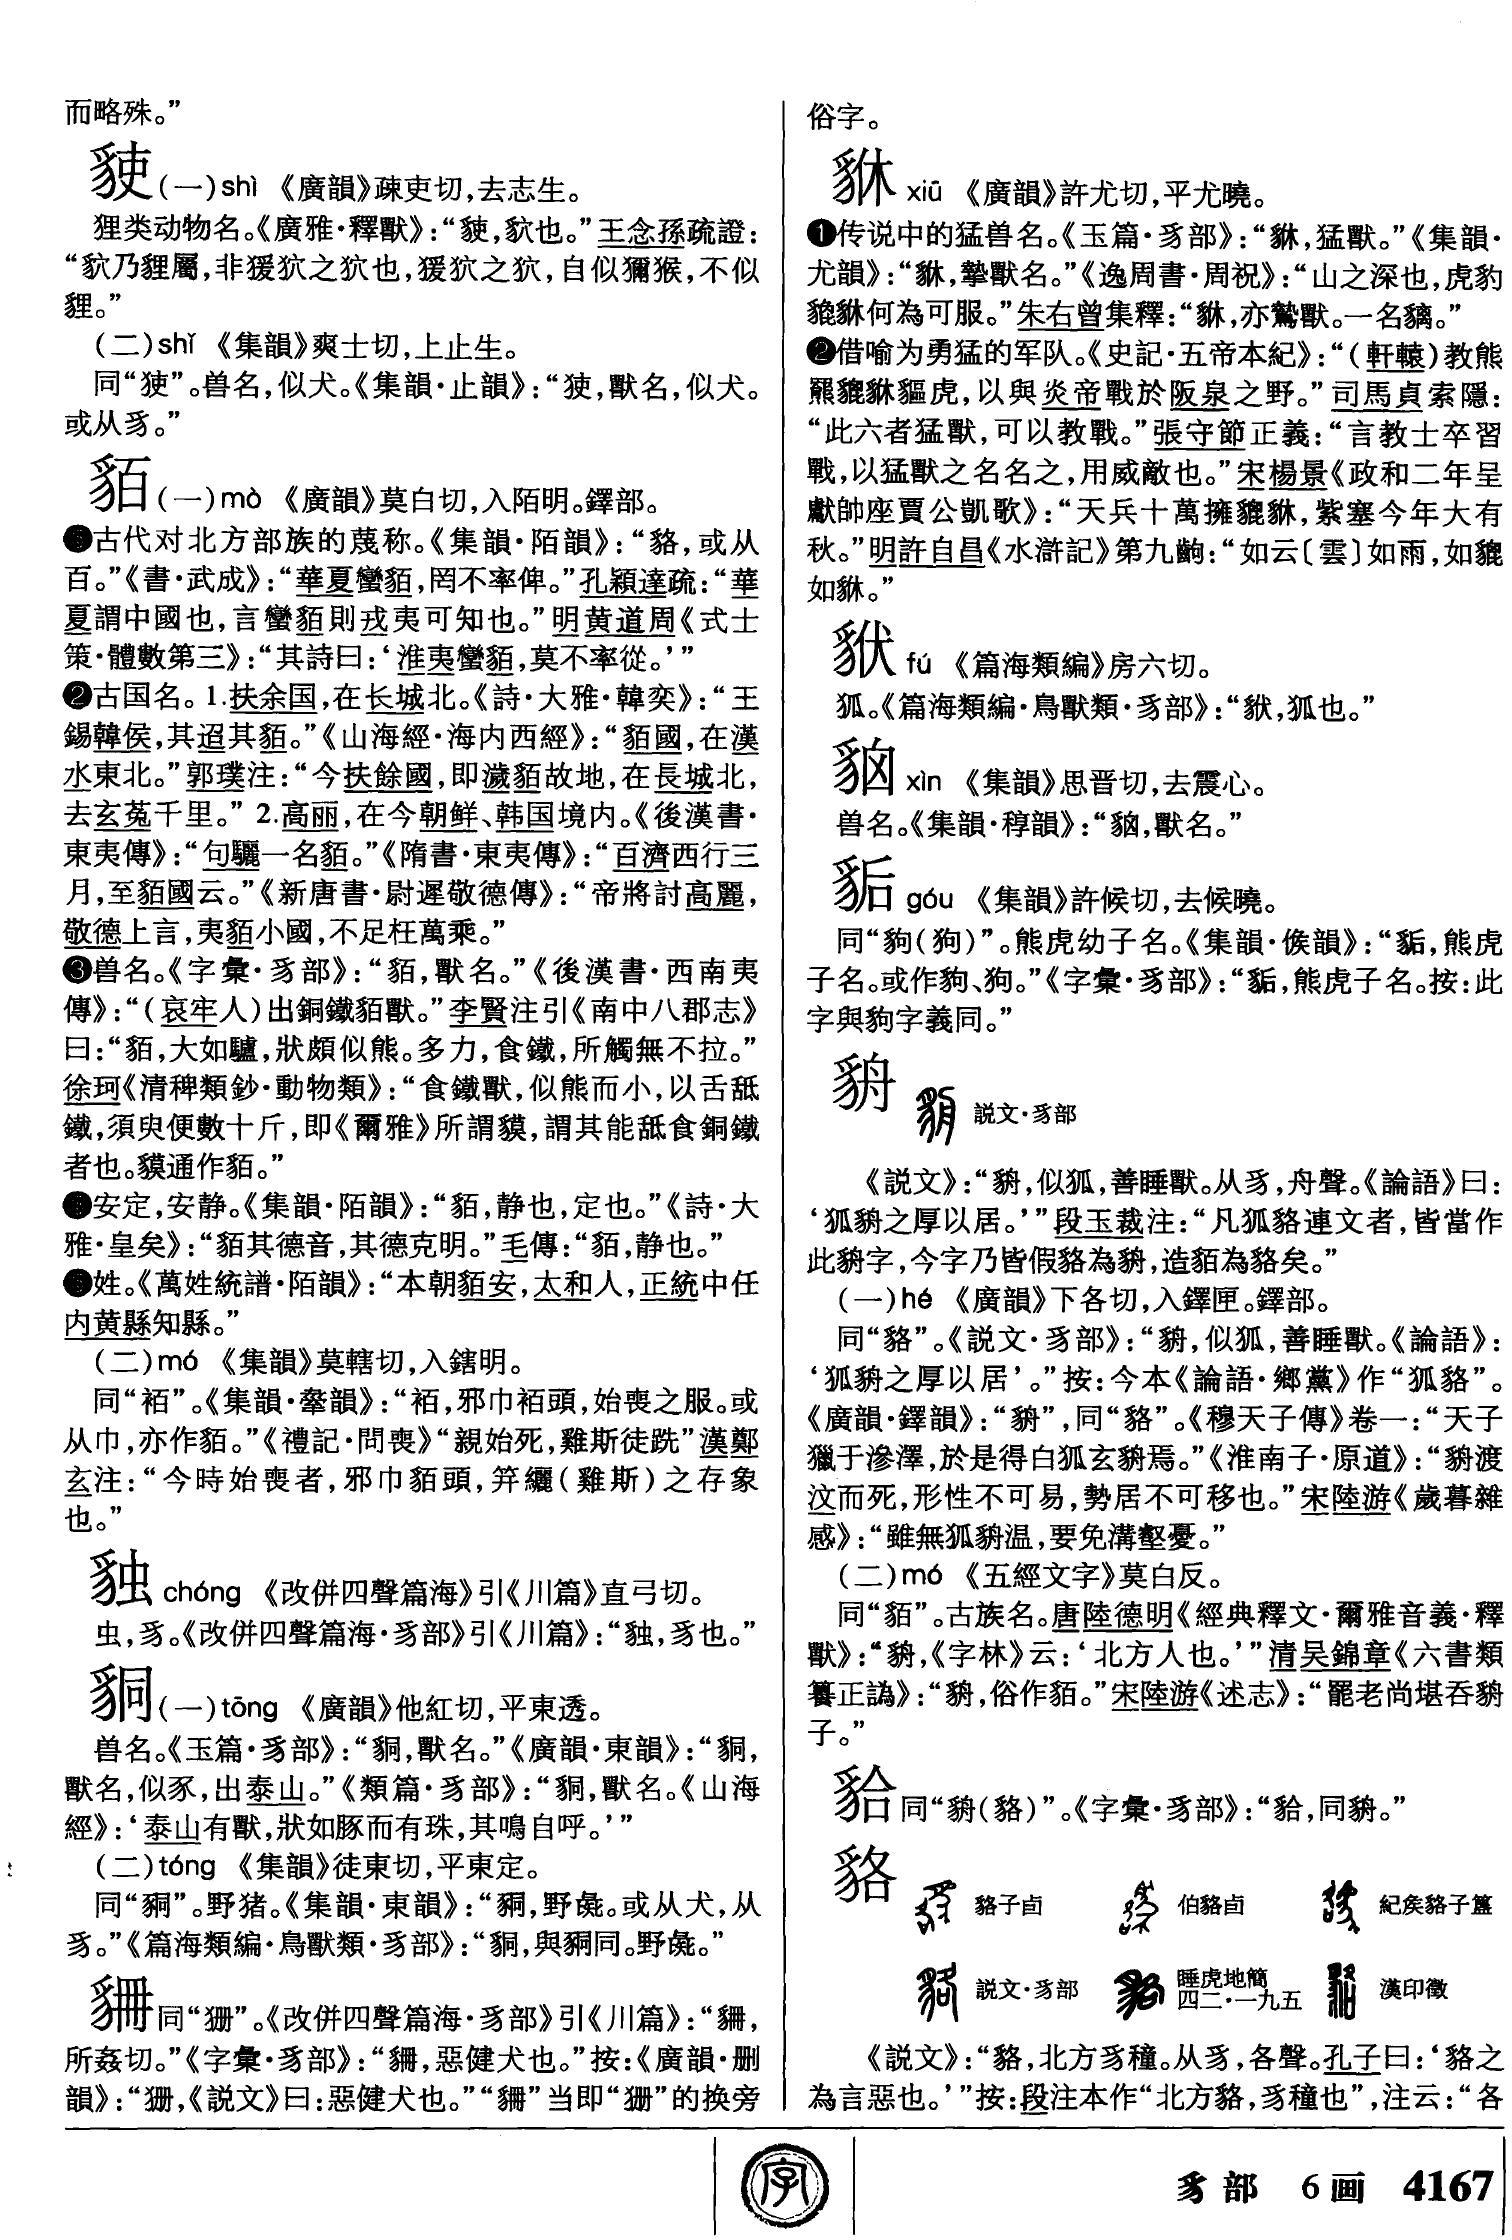 而略殊。”
䝄(一)shì 《廣韻》疎吏切,去志生。
狸类动物名。《廣雅·釋獸》:“䝄,貁也。”王念孫疏證:
“貁乃貍屬,非猨狖之狖也,猨狖之狖,自似獼猴,不似
貍。”
(二)shǐ 《集韻》爽士切,上止生。
同“㹬”。兽名,似犬。《集韻·止韻》:“㹬,獸名,似犬。
或从豸。”
貊(一)mò 《廣韻》莫白切,入陌明。鐸部。
❶古代对北方部族的蔑称。《集韻·陌韻》:“貉,或从
百。”《書·武成》:“華夏蠻貊,罔不率俾。”孔穎達疏:“華
夏謂中國也,言蠻貊則戎夷可知也。”明黄道周《式士
策·體數第三》:“其詩曰:‘淮夷蠻貊,莫不率從。’”
❷古国名。1.扶余国,在长城北。《詩·大雅·韓奕》:“王
錫韓侯,其追其貊。”《山海經·海内西經》:“貊國,在漢
水東北。”郭璞注:“今扶餘國,即濊貊故地,在長城北,
去玄菟千里。” 2.高丽,在今朝鲜、韩国境内。《後漢書·
東夷傳》:“句驪一名貊。”《隋書·東夷傳》:“百濟西行三
月,至貊國云。”《新唐書·尉遲敬德傳》:“帝將討高麗,
敬德上言,夷貊小國,不足枉萬乘。”
❸兽名。《字彙·豸部》:“貊,獸名。”《後漢書·西南夷
傳》:“(哀牢人)出銅鐵貊獸。”李賢注引《南中八郡志》
曰:“貊,大如驢,狀頗似熊。多力,食鐵,所觸無不拉。”
徐珂《清稗類鈔·動物類》:“食鐵獸,似熊而小,以舌舐
鐵,須臾便數十斤,即《爾雅》所謂貘,謂其能舐食銅鐵
者也。貘通作貊。”
❹安定,安静。《集韻·陌韻》:“貊,静也,定也。”《詩·大
雅·皇矣》:“貊其德音,其德克明。”毛傳:“貊,静也。”
❺姓。《萬姓統譜·陌韻》:“本朝貊安,太和人,正統中任
内黄縣知縣。”
(二)mó 《集韻》莫轄切,入鎋明。
同“袹”。《集韻·舝韻》:“袹,邪巾袹頭,始喪之服。或
从巾,亦作貊。”《禮記·問喪》“親始死,雞斯徒跣”漢鄭
玄注:“今時始喪者,邪巾貊頭,笄纚(雞斯)之存象
也。”
chóng 《改併四聲篇海》引《川篇》直弓切。
虫,豸。《改併四聲篇海·豸部》引《川篇》:“,豸也。”
䝆(一)tōng 《廣韻》他紅切,平東透。
兽名。《玉篇·豸部》:“䝆,獸名。”《廣韻·東韻》:“䝆,
獸名,似豕,出泰山。”《類篇·豸部》:“䝆,獸名。《山海
經》:‘泰山有獸,狀如豚而有珠,其鳴自呼。’”
(二)tóng 《集韻》徒東切,平東定。
同“㹿”。野猪。《集韻·東韻》:“,野彘。或从犬,从
豸。”《篇海類編·鳥獸類·豸部》:“䝆,與同。野彘。”
同“狦”。《改併四聲篇海·豸部》引《川篇》:“,
所姦切。”《字彙·豸部》:“,惡健犬也。”按:《廣韻·删
韻》:“狦,《説文》曰:惡健犬也。”“”当即“狦”的换旁
俗字。
貅xiū 《廣韻》許尤切,平尤曉。
❶传说中的猛兽名。《玉篇·豸部》:“貅,猛獸。”《集韻·
尤韻》:“貅,摯獸名。”《逸周書·周祝》:“山之深也,虎豹
貔貅何為可服。”朱右曾集釋:“貅,亦鷙獸。一名貙。”
❷借喻为勇猛的军队。《史記·五帝本紀》:“(軒轅)教熊
羆貔貅貙虎,以與炎帝戰於阪泉之野。”司馬貞索隱:
“此六者猛獸,可以教戰。”張守節正義:“言教士卒習
戰,以猛獸之名名之,用威敵也。”宋楊景《政和二年呈
獻帥座賈公凱歌》:“天兵十萬擁貔貅,紫塞今年大有
秋。”明許自昌《水滸記》第九齣:“如云〔雲〕如雨,如貔
如貅。”
fú 《篇海類編》房六切。
狐。《篇海類編·鳥獸類·豸部》:“,狐也。”
xìn 《集韻》思晋切,去震心。
兽名。《集韻·稕韻》:“,獸名。”
góu 《集韻》許候切,去候曉。
同“豿(狗)”。熊虎幼子名。《集韻·𠊱韻》:“,熊虎
子名。或作豿、狗。”《字彙·豸部》:“,熊虎子名。按:此
字與豿字義同。”
貈 説文·豸部
《説文》:“貈,似狐,善睡獸。从豸,舟聲。《論語》曰:
‘狐貈之厚以居。’”段玉裁注:“凡狐貉連文者,皆當作
此貈字,今字乃皆假貉為貈,造貊為貉矣。”
(一)hé 《廣韻》下各切,入鐸匣。鐸部。
同“貉”。《説文·豸部》:“貈,似狐,善睡獸。《論語》:
‘狐貈之厚以居’。”按:今本《論語·鄉黨》作“狐貉”。
《廣韻·鐸韻》:“貈”,同“貉”。《穆天子傳》卷一:“天子
獵于滲澤,於是得白狐玄貈焉。”《淮南子·原道》:“貈渡
汶而死,形性不可易,勢居不可移也。”宋陸游《歲暮雜
感》:“雖無狐貈温,要免溝壑憂。”
(二)mó 《五經文字》莫白反。
同“貊”。古族名。唐陸德明《經典釋文·爾雅音義·釋
獸》:“貈,《字林》云:‘北方人也。’”清吴錦章《六書類
籑正譌》:“貈,俗作貊。”宋陸游《述志》:“罷老尚堪吞貈
子。”
同“貈(貉)”。《字彙·豸部》:“,同貈。”
貉 貉子卣 伯貉卣 紀矦貉子簋
説文·豸部 睡虎地簡四二·一九五 漢印徵
《説文》:“貉,北方豸穜。从豸,各聲。孔子曰:‘貉之
為言惡也。’”按:段注本作“北方貉,豸穜也”,注云:“各
字
豸部 6画 4167